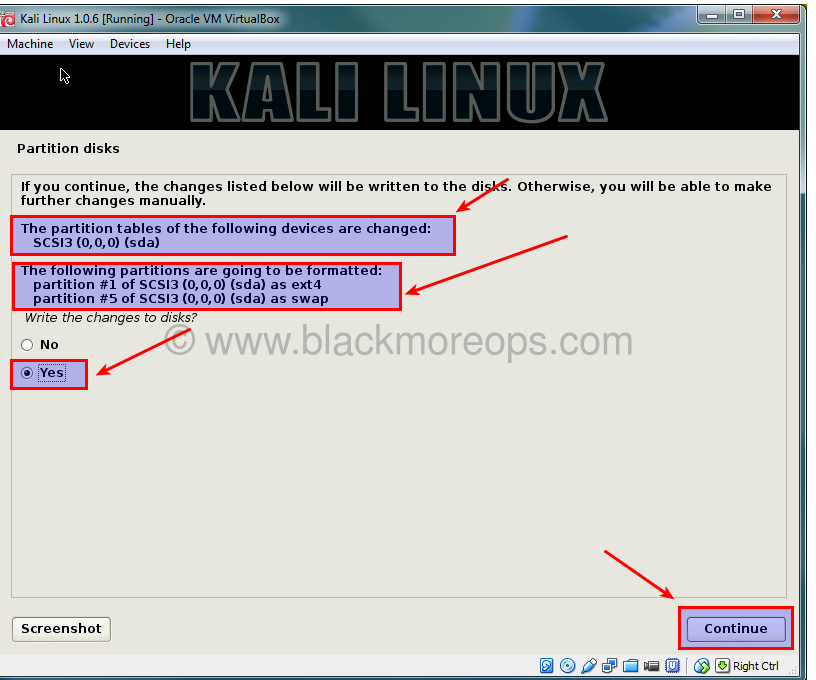 Kali Linux 1.0.6 [Running] - Oracle VM VirtualBox
Machine View Devices Help
KALI LINUX
Partition disks
If you continue, the changes listed below will be written to the disks. Otherwise, you will be able to make
further changes manually.
The partition tables of the following devices are changed:
SCSI3 (0,0,0) (sda)
The following partitions are going to be formatted:
partition #1 of SCSI3 (0,0,0) (sda) as ext4
partition #5 of SCSI3 (0,0,0) (sda) as swap
Write the changes to disks?
© www.blackmoreops.com
No
Yes
Screenshot
Continue
Right Ctrl